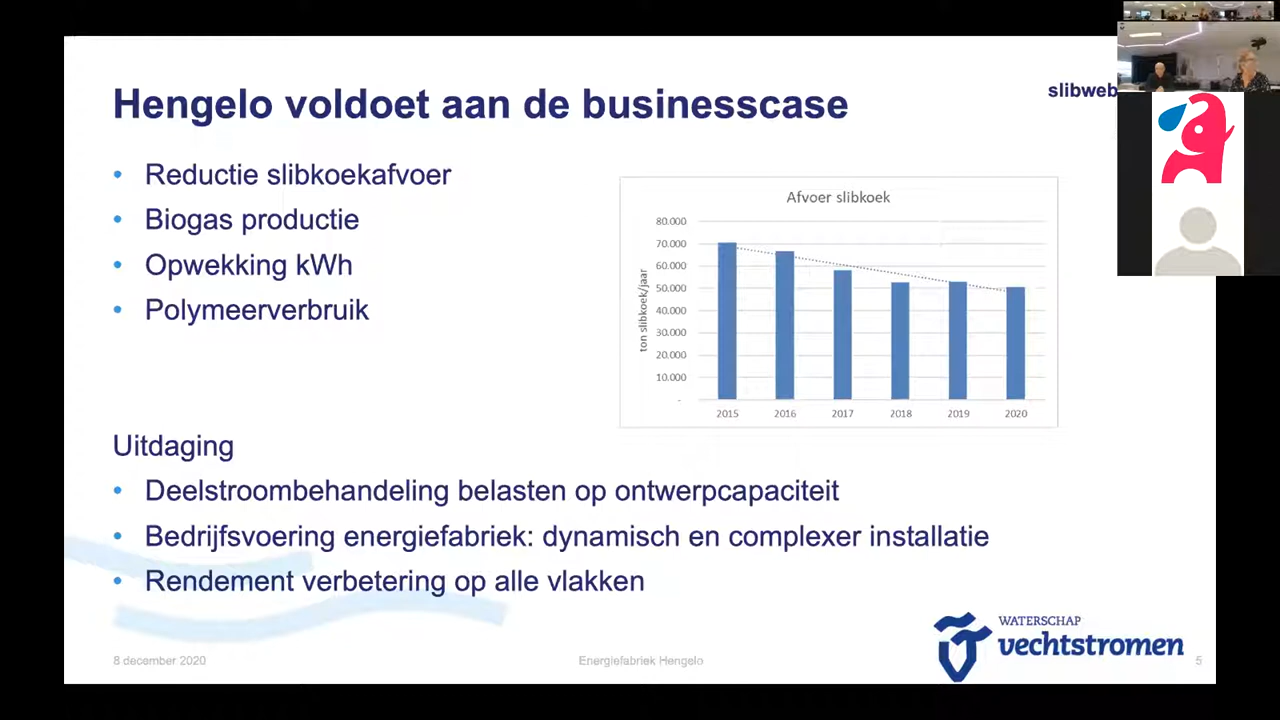 Hengelo voldoet aan de businesscase
slibweb
• Reductie slibkoekafvoer
• Biogas productie
• Opwekking kWh
• Polymeerverbruik
Afvoer slibkoek
ton slibkoek/jaar
80.000
70.000
60.000
50.000
40.000
30.000
20.000
10.000
-
2015 2016 2017 2018 2019 2020
Uitdaging
• Deelstroombehandeling belasten op ontwerpcapaciteit
• Bedrijfsvoering energiefabriek: dynamisch en complexer installatie
• Rendement verbetering op alle vlakken
WATERSCHAP
vechtstromen
8 december 2020
Energiefabriek Hengelo
5